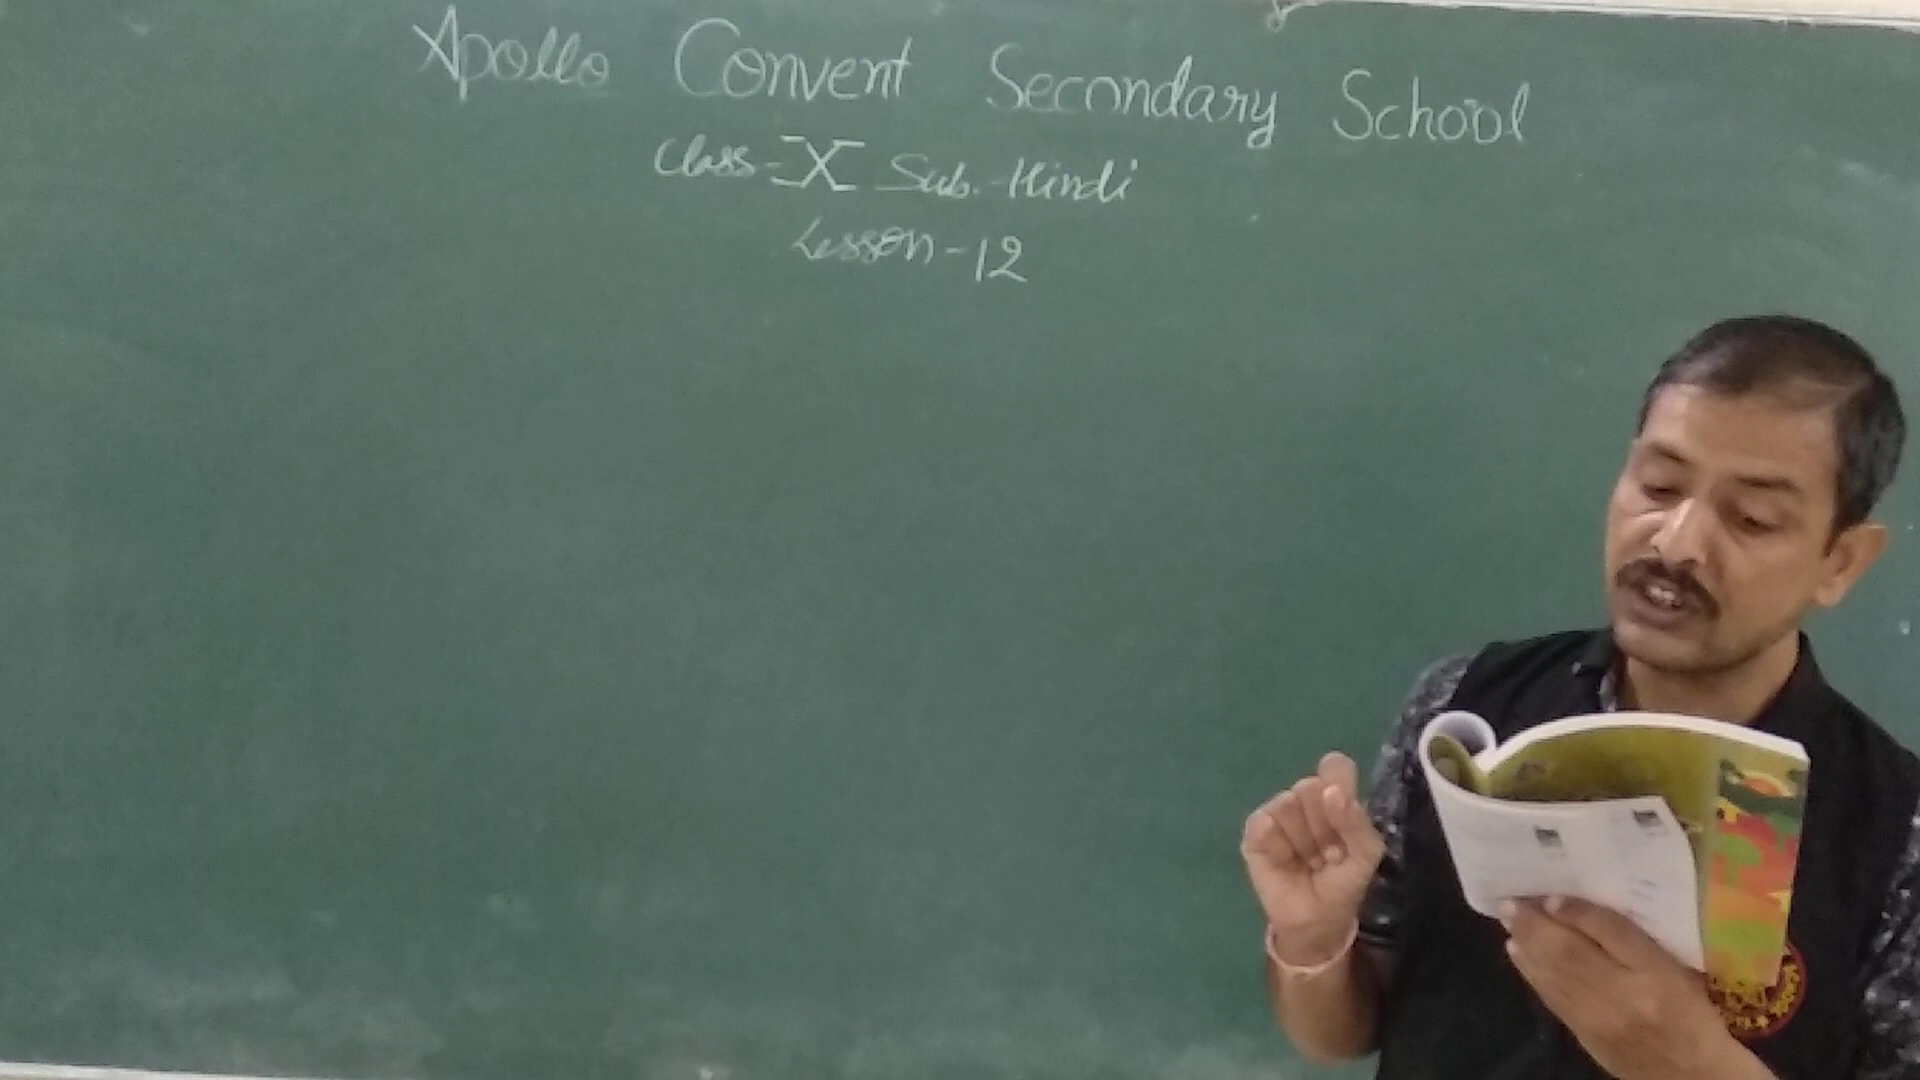 Apollo Convent Secondary School
Class-X Sub.-Hindi
Lesson-12